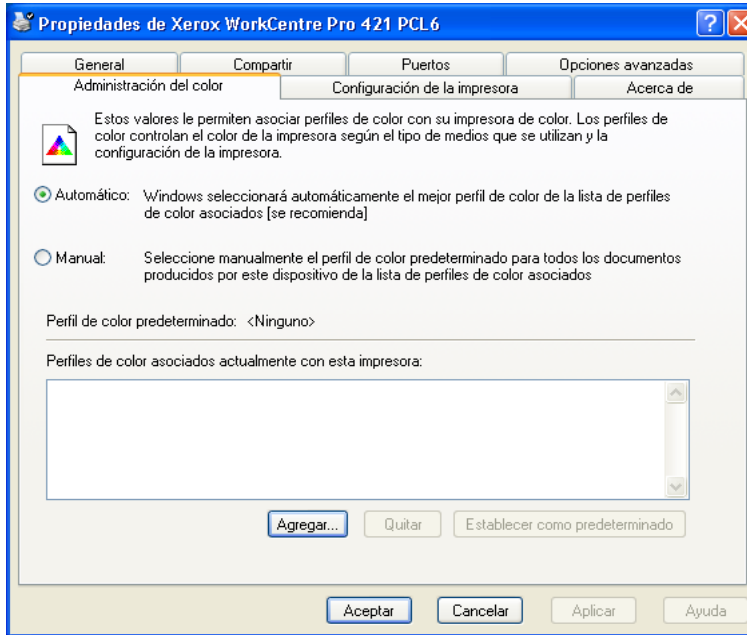 Propiedades de Xerox WorkCentre Pro 421 PCL6
General Compartir Puertos Opciones avanzadas
Administración del color Configuración de la impresora Acerca de
Estos valores le permiten asociar perfiles de color con su impresora de color. Los perfiles de
color controlan el color de la impresora según el tipo de medios que se utilizan y la
configuración de la impresora.
Automático: Windows seleccionará automáticamente el mejor perfil de color de la lista de perfiles
de color asociados [se recomienda]
Manual: Seleccione manualmente el perfil de color predeterminado para todos los documentos
producidos por este dispositivo de la lista de perfiles de color asociados
Perfil de color predeterminado: <Ninguno>
Perfiles de color asociados actualmente con esta impresora:
Agregar... Quitar Establecer como predeterminado
Aceptar Cancelar Aplicar Ayuda